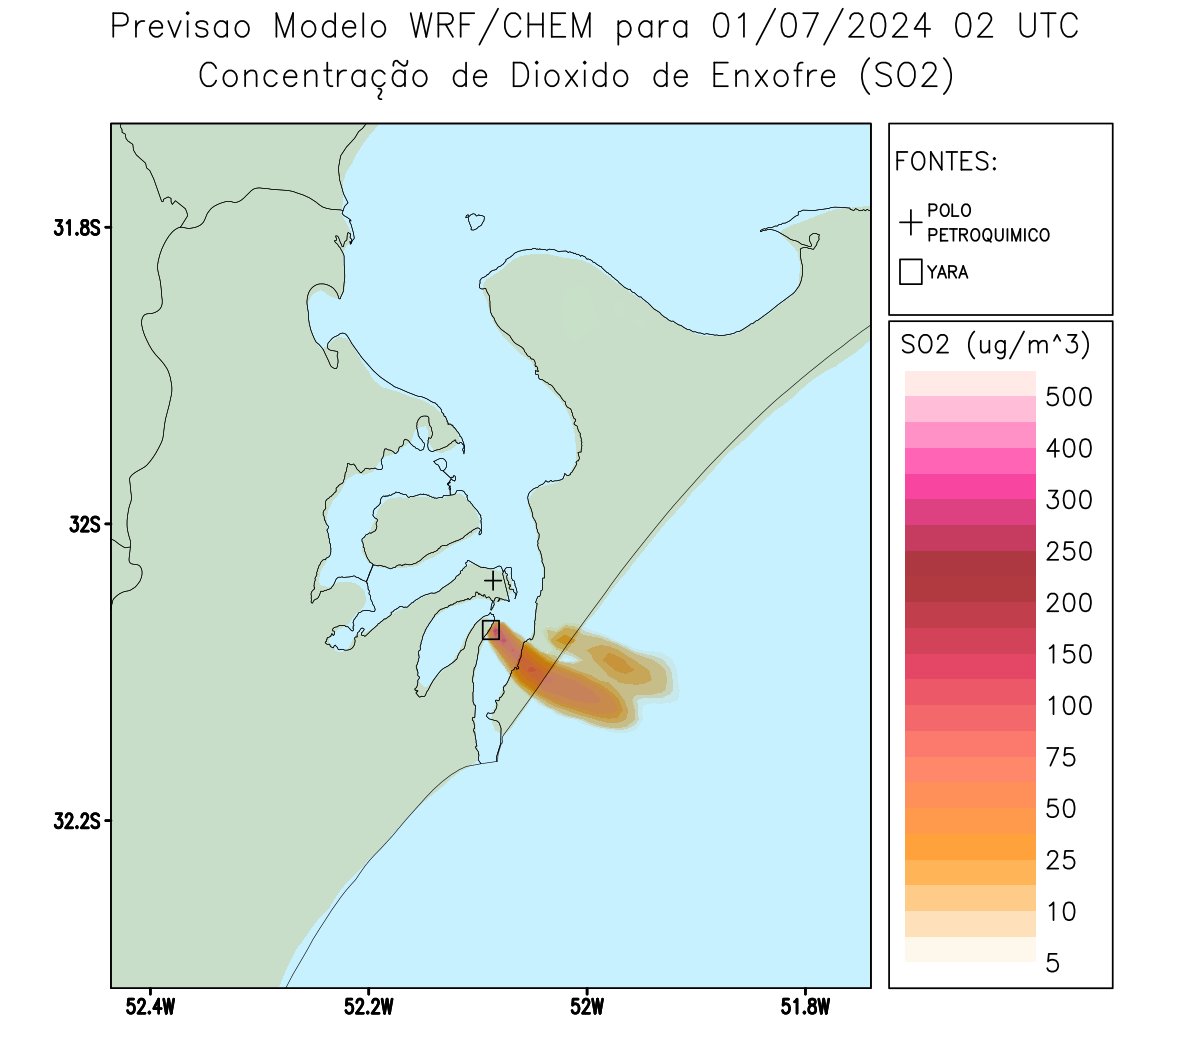 Previsao Modelo WRF/CHEM para 01/07/2024 02 UTC
Concentração de Dioxido de Enxofre (SO2)
FONTES:
POLO
PETROQUIMICO
YARA
31.8S
32S
32.2S
52.4W
52.2W
52W
51.8W
SO2 (ug/m^3)
500
400
300
250
200
150
100
75
50
25
10
5